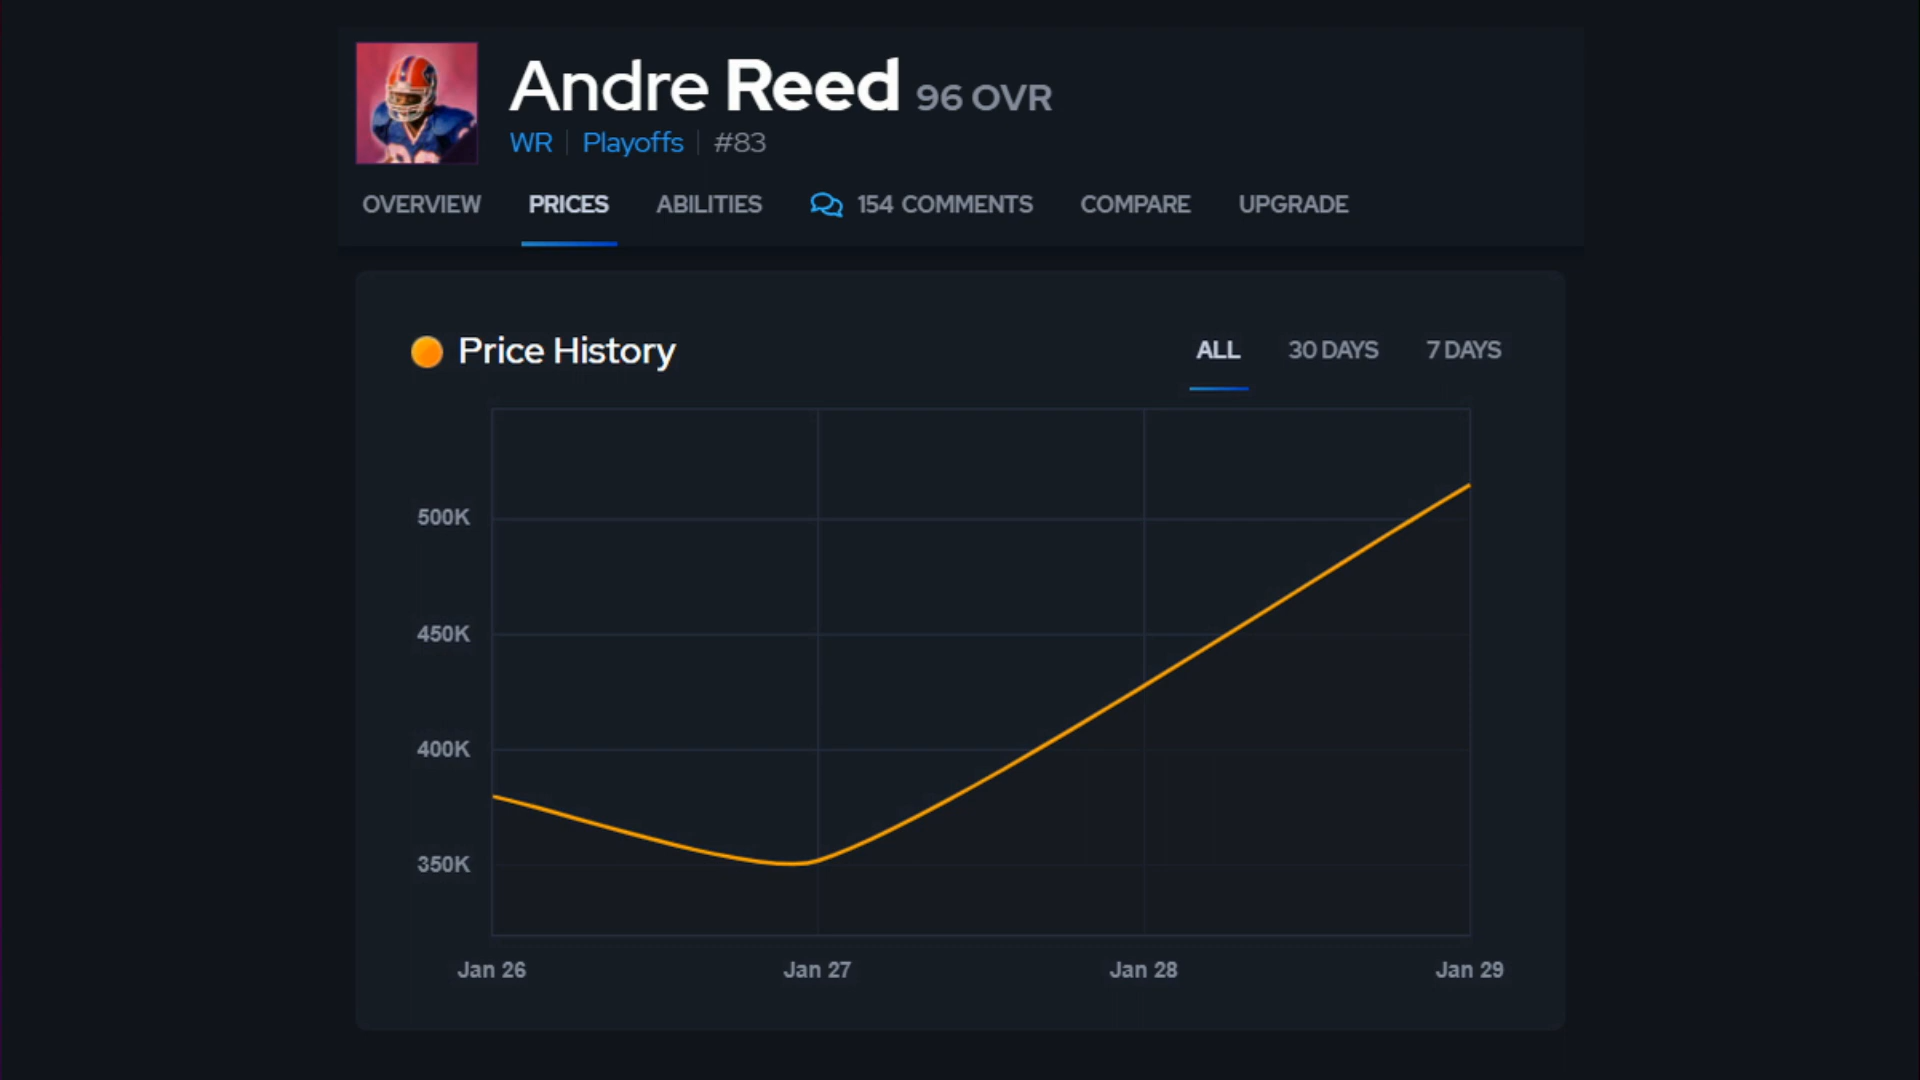 Andre Reed 96 OVR
WR Playoffs #83
OVERVIEW PRICES ABILITIES 154 COMMENTS COMPARE UPGRADE
Price History ALL 30 DAYS 7 DAYS
500K
450K
400K
350K
Jan 26 Jan 27 Jan 28 Jan 29